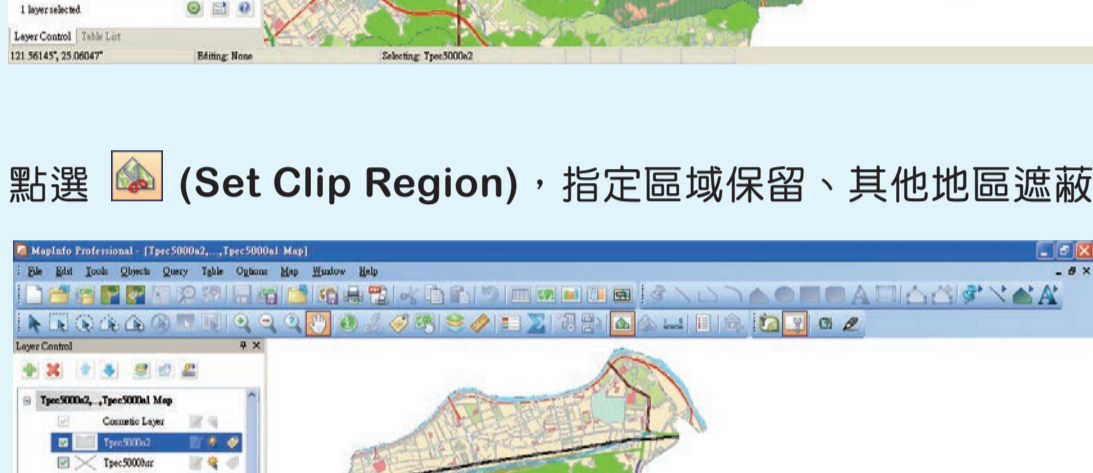 1 layer selected.
Layer Control Table List
121.56145°, 25.06047° Editing: None Selecting: Tpec5000a2
點選 (Set Clip Region)，指定區域保留、其他地區遮蔽
MapInfo Professional - [Tpec5000a2,...,Tpec5000a1 Map]
File Edit Tools Objects Query Table Options Map Window Help
Layer Control
Tpec5000a2,...,Tpec5000a1 Map
Cosmetic Layer
Tpec5000a2
Tpec5000hrr